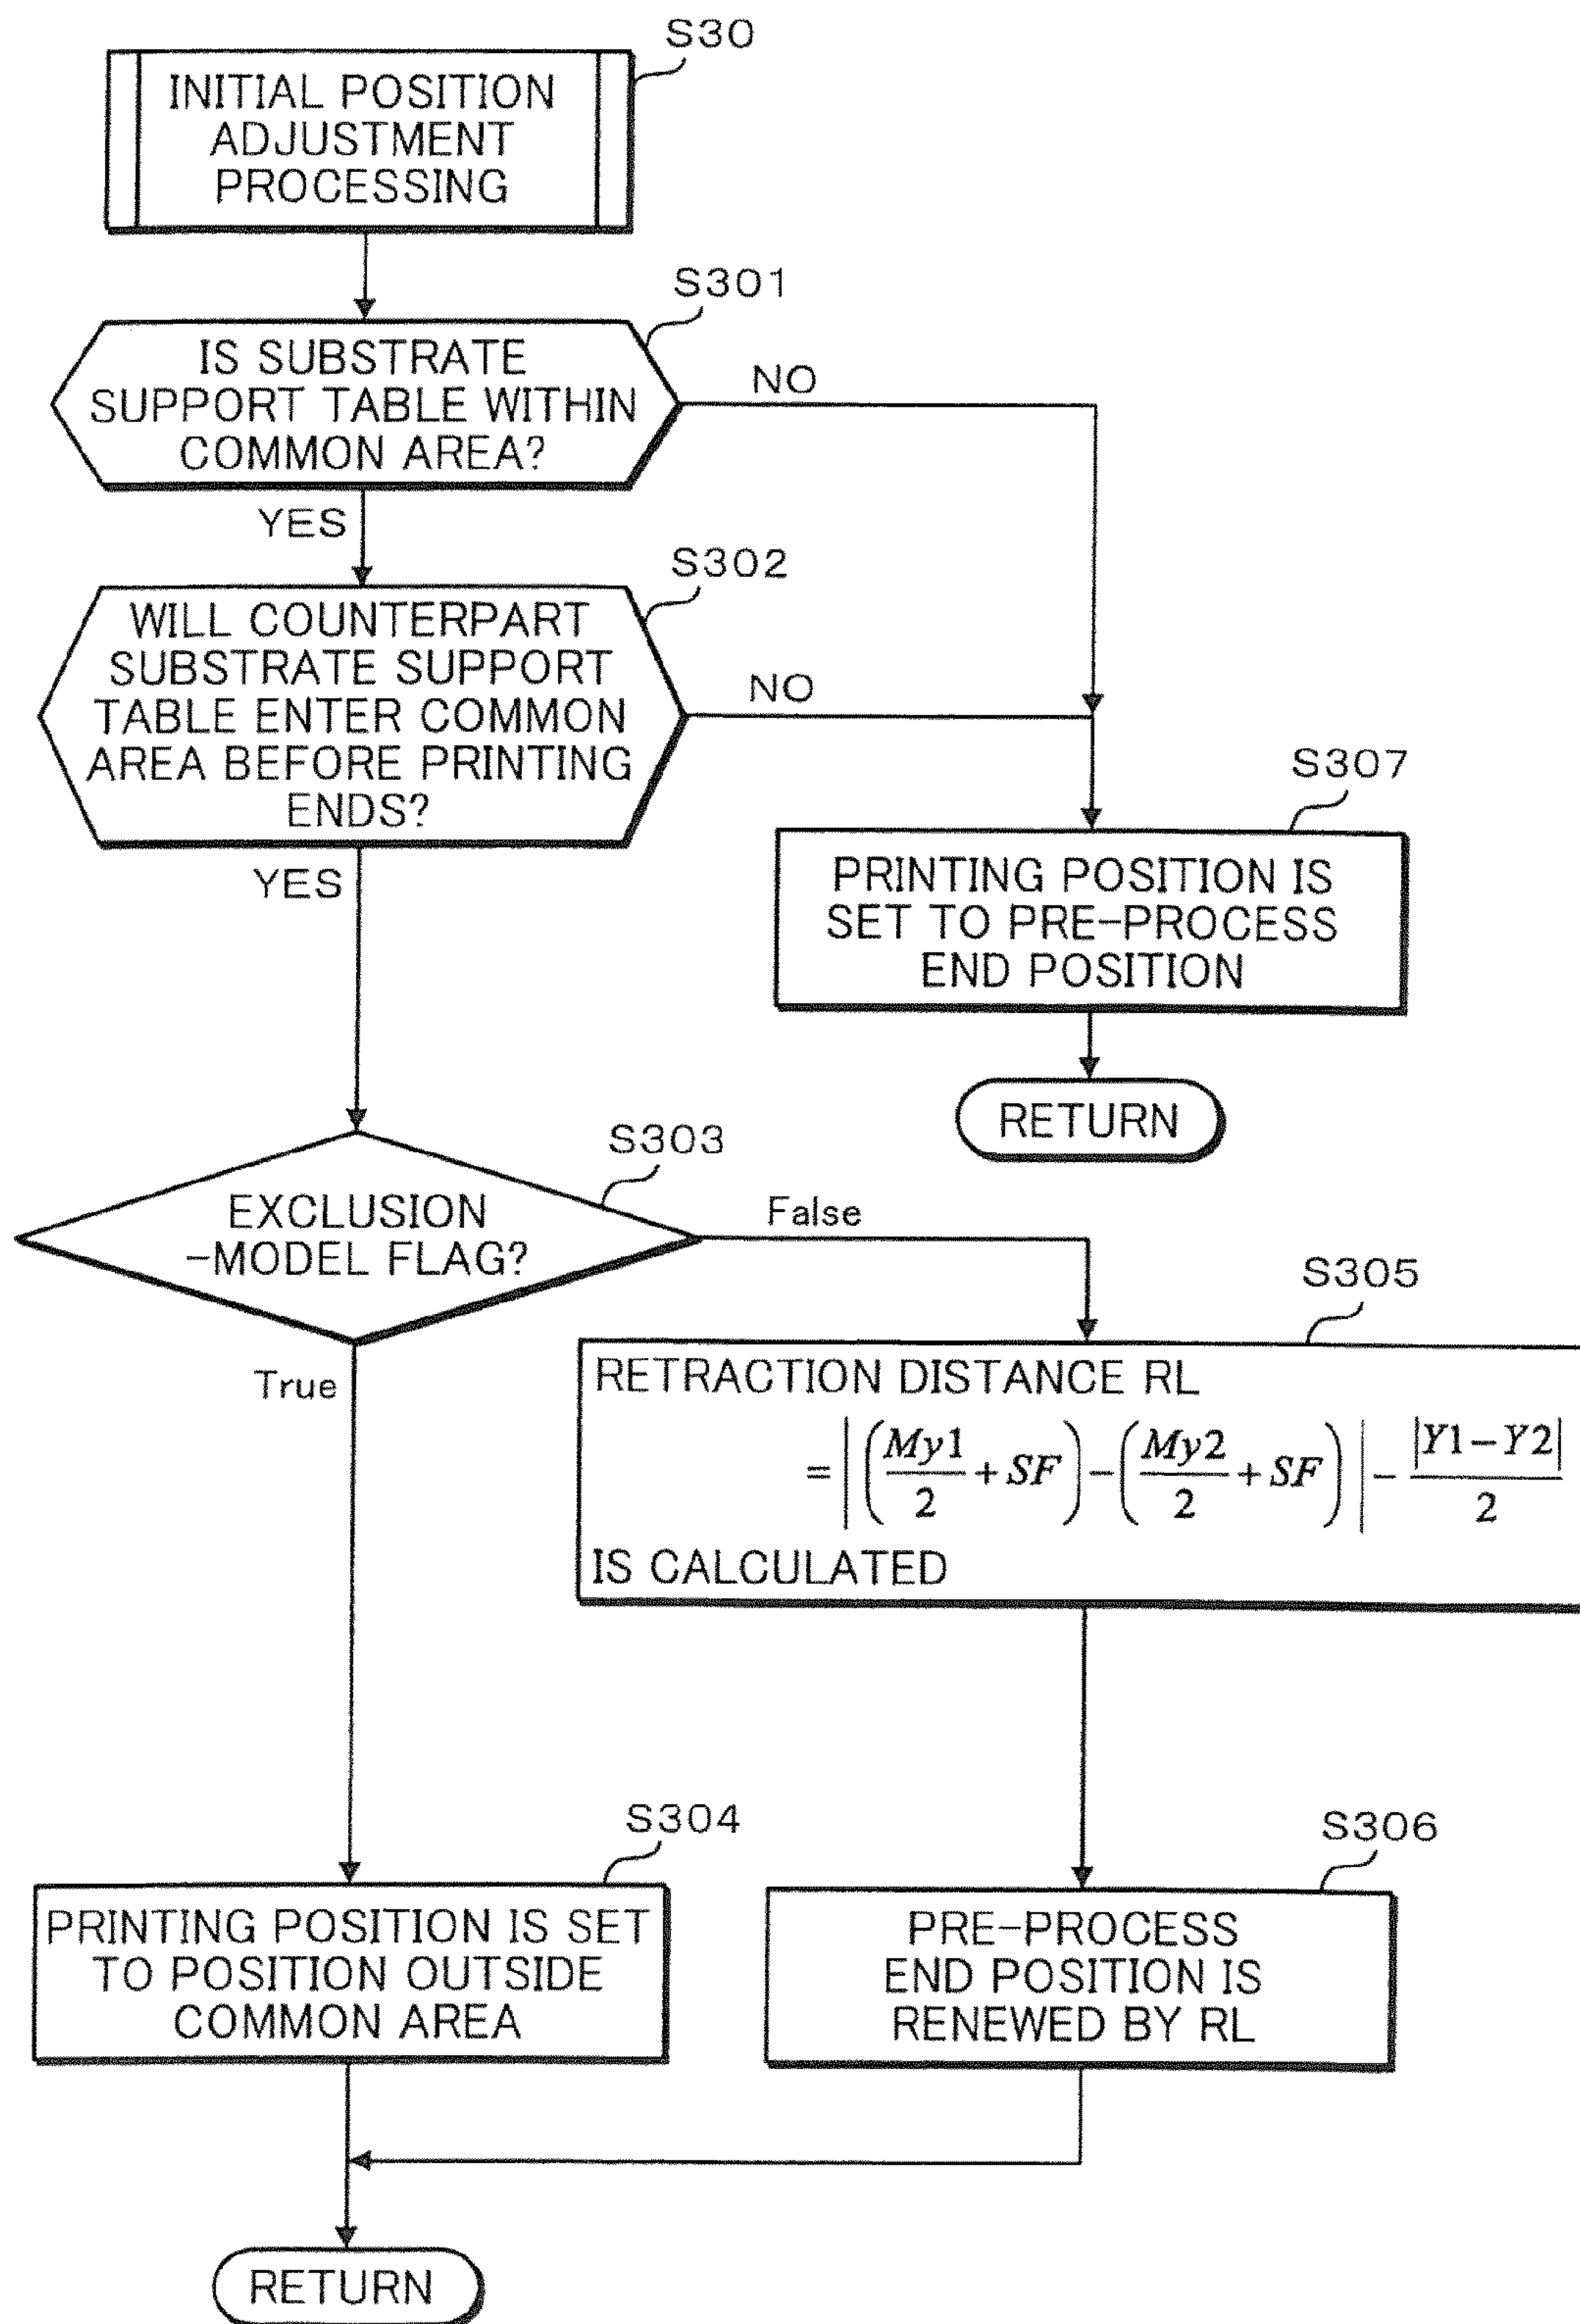 S30
INITIAL POSITION
ADJUSTMENT
PROCESSING
S301
IS SUBSTRATE
SUPPORT TABLE WITHIN
COMMON AREA?
NO
YES
S302
WILL COUNTERPART
SUBSTRATE SUPPORT
TABLE ENTER COMMON
AREA BEFORE PRINTING
ENDS?
NO
YES
S307
PRINTING POSITION IS
SET TO PRE-PROCESS
END POSITION
RETURN
S303
EXCLUSION
-MODEL FLAG?
False
True
S305
RETRACTION DISTANCE RL
= | (My1/2 + SF) - (My2/2 + SF) | - |Y1-Y2|/2
IS CALCULATED
S304
PRINTING POSITION IS SET
TO POSITION OUTSIDE
COMMON AREA
S306
PRE-PROCESS
END POSITION IS
RENEWED BY RL
RETURN